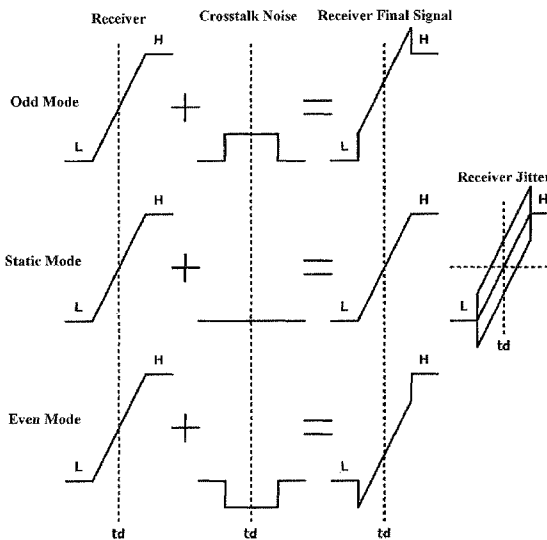 Receiver
Crosstalk Noise
Receiver Final Signal
Odd Mode
L
H
+
=
L
H
Static Mode
L
H
+
=
L
H
Receiver Jitter
L
H
td
Even Mode
L
H
+
=
L
H
td
td
td